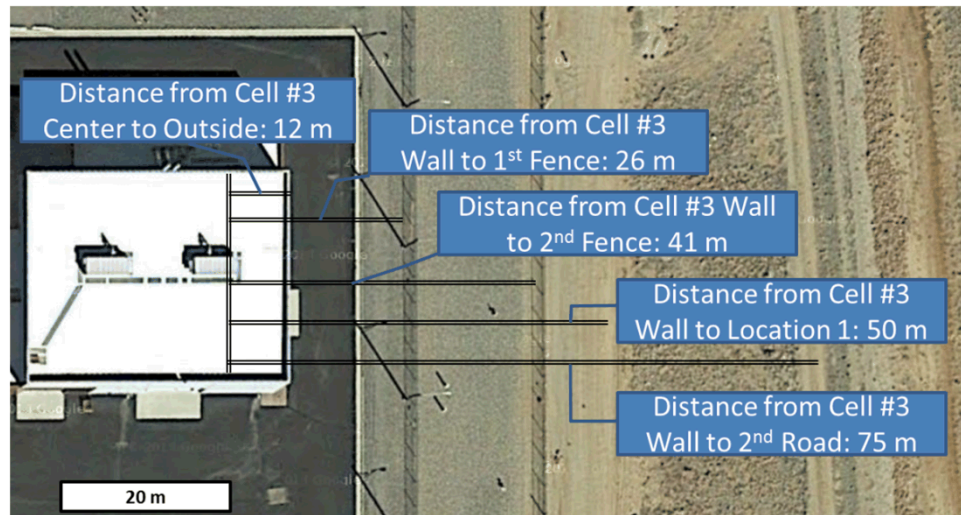 Distance from Cell #3
Center to Outside: 12 m
Distance from Cell #3
Wall to 1st Fence: 26 m
Distance from Cell #3 Wall
to 2nd Fence: 41 m
Distance from Cell #3
Wall to Location 1: 50 m
Distance from Cell #3
Wall to 2nd Road: 75 m
20 m